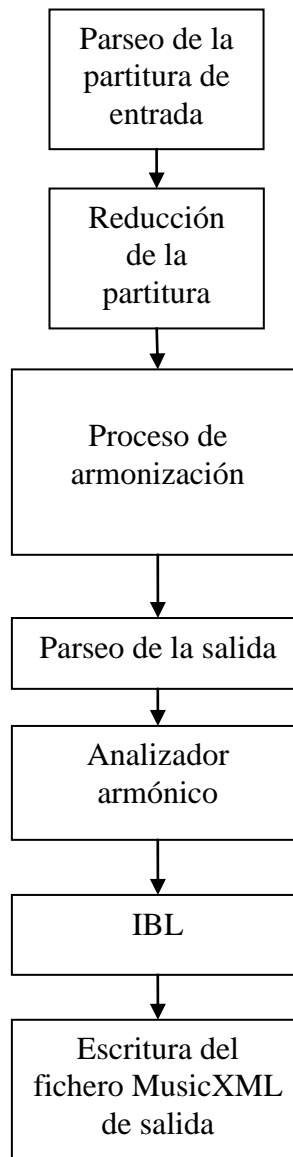 Parseo de la
partitura de
entrada
Reducción
de la
partitura
Proceso de
armonización
Parseo de la salida
Analizador
armónico
IBL
Escritura del
fichero MusicXML
de salida